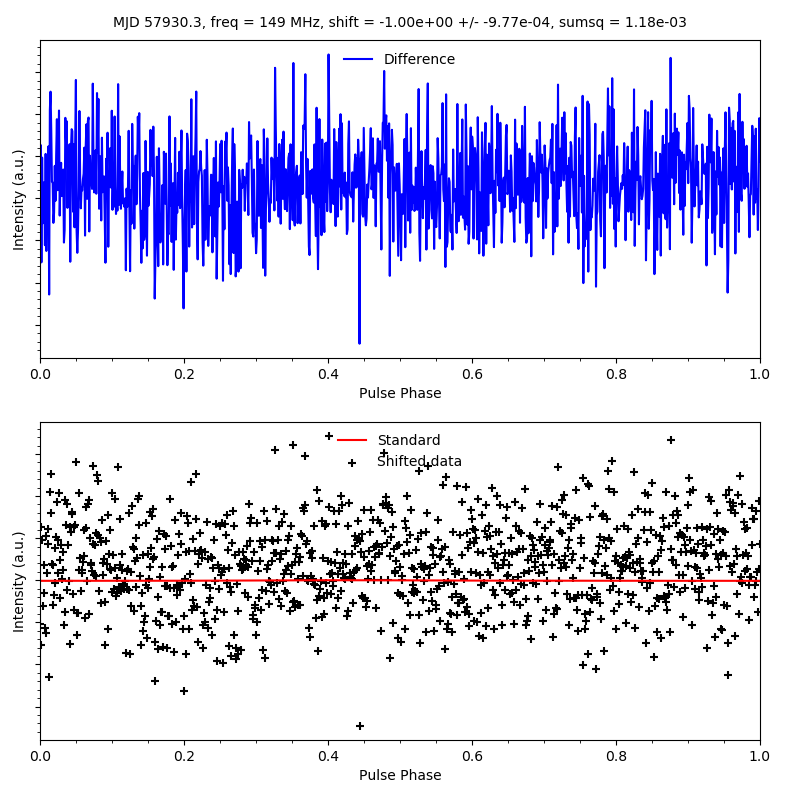 MJD 57930.3, freq = 149 MHz, shift = -1.00e+00 +/- -9.77e-04, sumsq = 1.18e-03
Difference
Intensity (a.u.)
0.0 0.2 0.4 0.6 0.8 1.0
Pulse Phase
Standard
Shifted data
Intensity (a.u.)
0.0 0.2 0.4 0.6 0.8 1.0
Pulse Phase